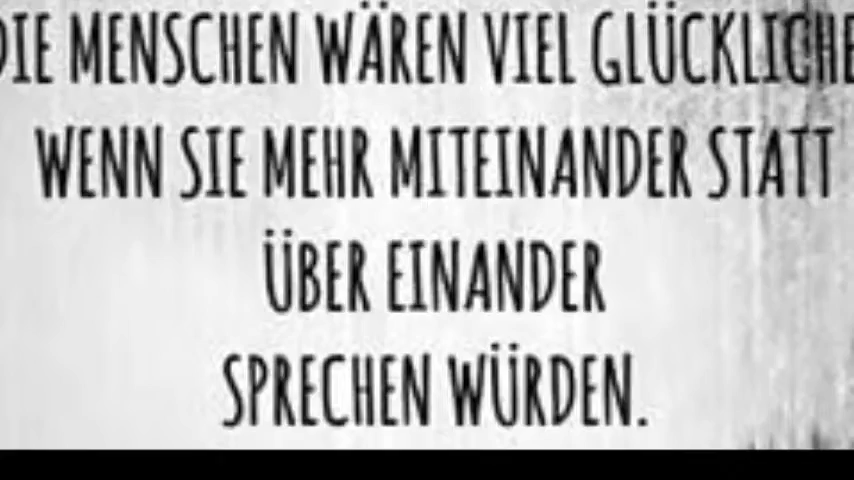 DIE MENSCHEN WÄREN VIEL GLÜCKLICHE
WENN SIE MEHR MITEINANDER STATT
ÜBER EINANDER
SPRECHEN WÜRDEN.